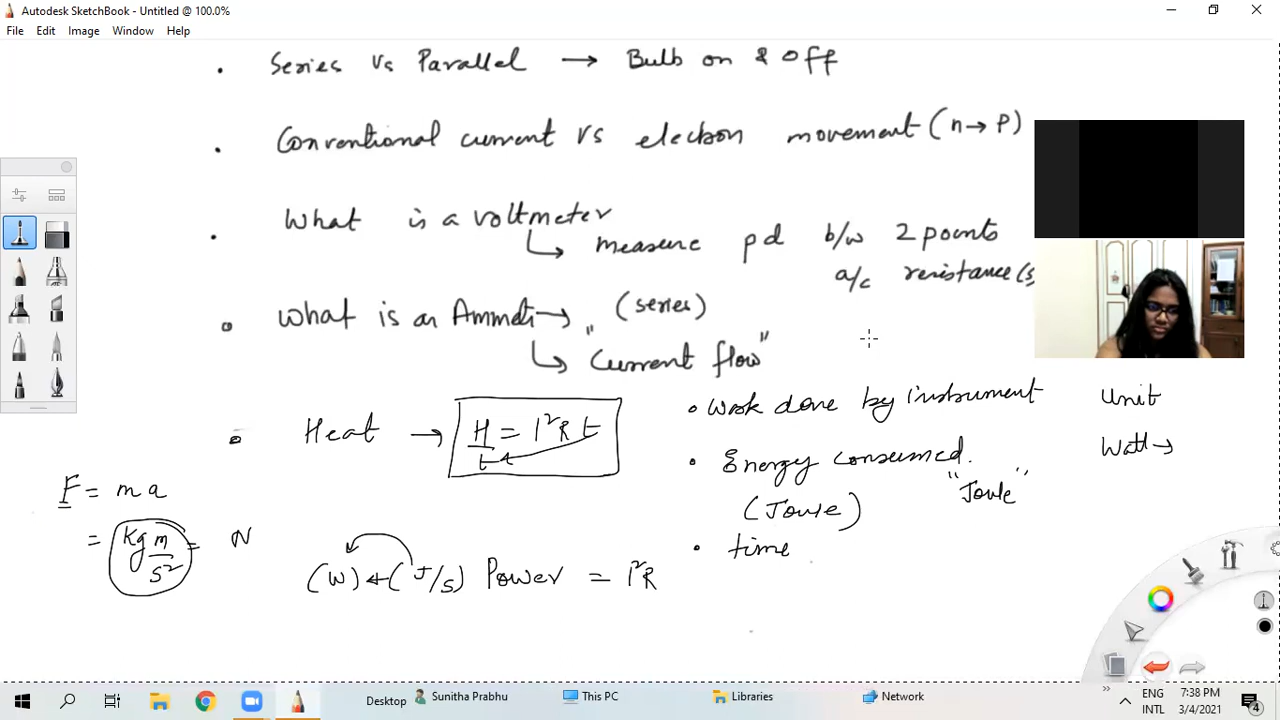 Autodesk SketchBook - Untitled @ 100.0%
File Edit Image Window Help
• Series Vs Parallel → Bulb on & off
• Conventional current vs electron movement (n→p)
• What is a voltmeter
↳ measure pd b/w 2 points
a/c resistance(s
• What is an Ammeter → (series)
↳ "Current flow"
• Heat → H = I²R t
t
• Work done by instrument Unit
• Energy consumed. Watt →
"Joule"
(Joule)
• time
F = m a
= kg m/s² = N
(W) ← (J/s) Power = I²R
Desktop Sunitha Prabhu This PC Libraries Network
ENG
INTL
7:38 PM
3/4/2021
4